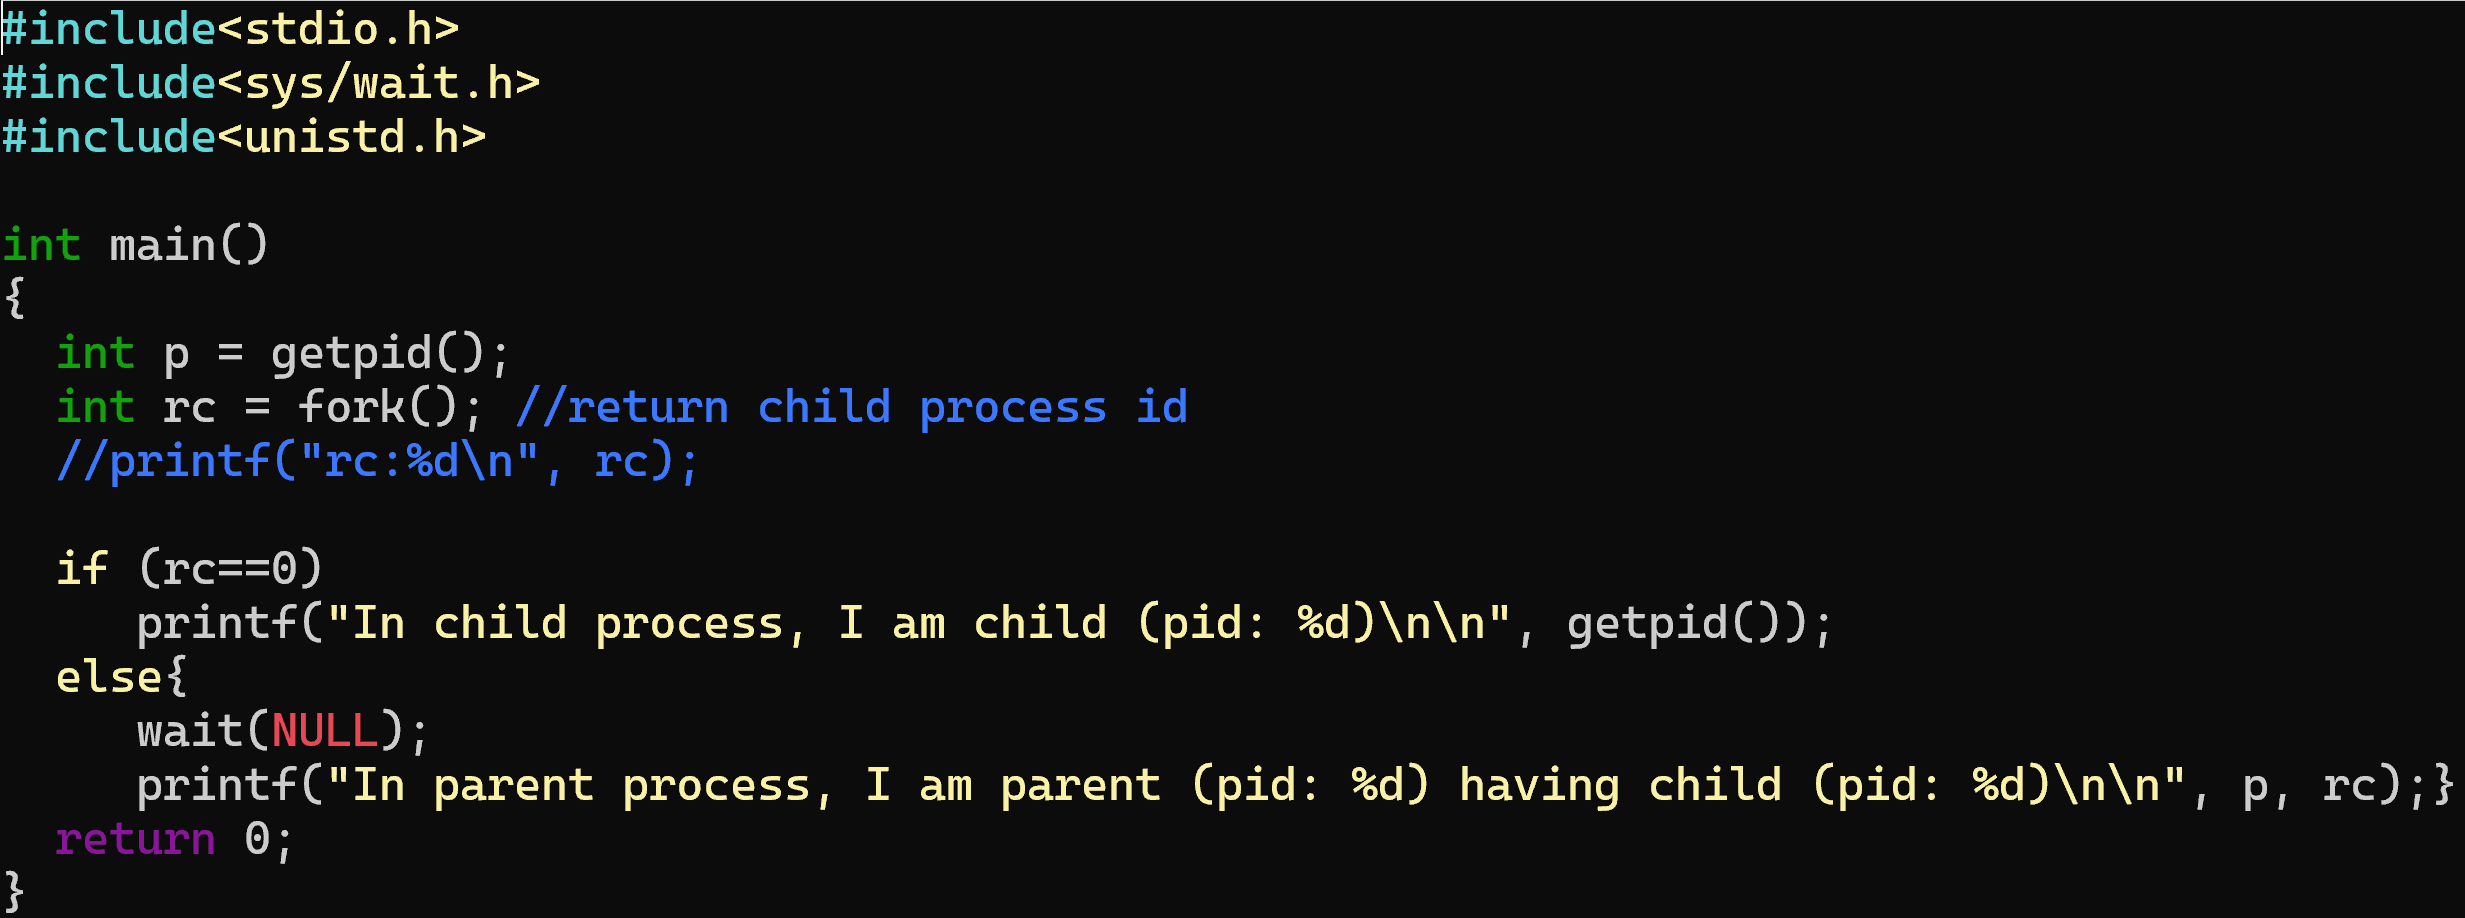 #include<stdio.h>
#include<sys/wait.h>
#include<unistd.h>

int main()
{
  int p = getpid();
  int rc = fork(); //return child process id
  //printf("rc:%d\n", rc);

  if (rc==0)
     printf("In child process, I am child (pid: %d)\n\n", getpid());
  else{
     wait(NULL);
     printf("In parent process, I am parent (pid: %d) having child (pid: %d)\n\n", p, rc);}
  return 0;
}